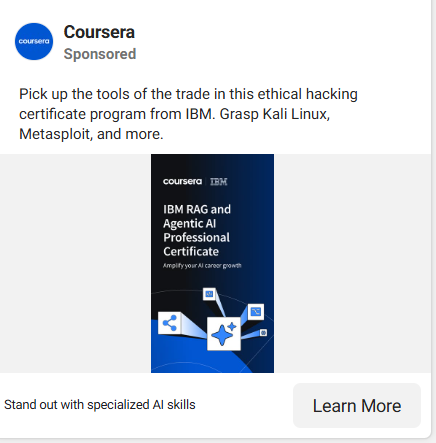 coursera
Coursera
Sponsored
Pick up the tools of the trade in this ethical hacking
certificate program from IBM. Grasp Kali Linux,
Metasploit, and more.
coursera | IBM
IBM RAG and
Agentic AI
Professional
Certificate
Amplify your AI career growth
Stand out with specialized AI skills
Learn More